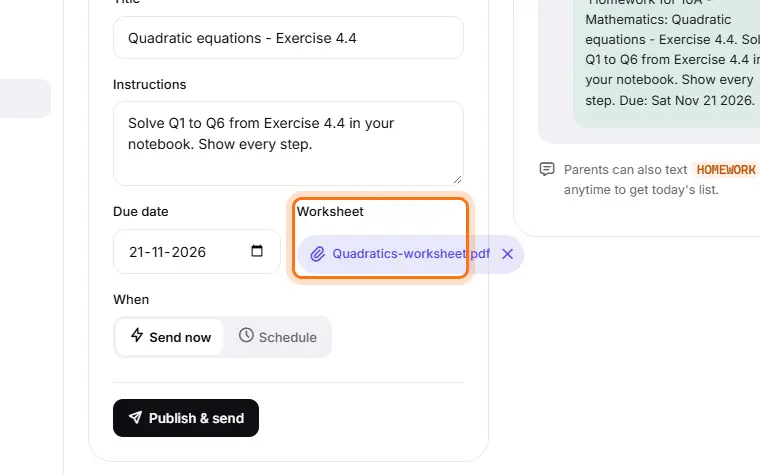 Title
Quadratic equations - Exercise 4.4
Instructions
Solve Q1 to Q6 from Exercise 4.4 in your
notebook. Show every step.
Due date
Worksheet
21-11-2026
Quadratics-worksheet.pdf
When
Send now
Schedule
Publish & send
Homework for 10A -
Mathematics: Quadratic
equations - Exercise 4.4.
Q1 to Q6 from Exercise 4.4
your notebook. Show every
step. Due: Sat Nov 21 2026.
Parents can also text HOMEWORK
anytime to get today's list.